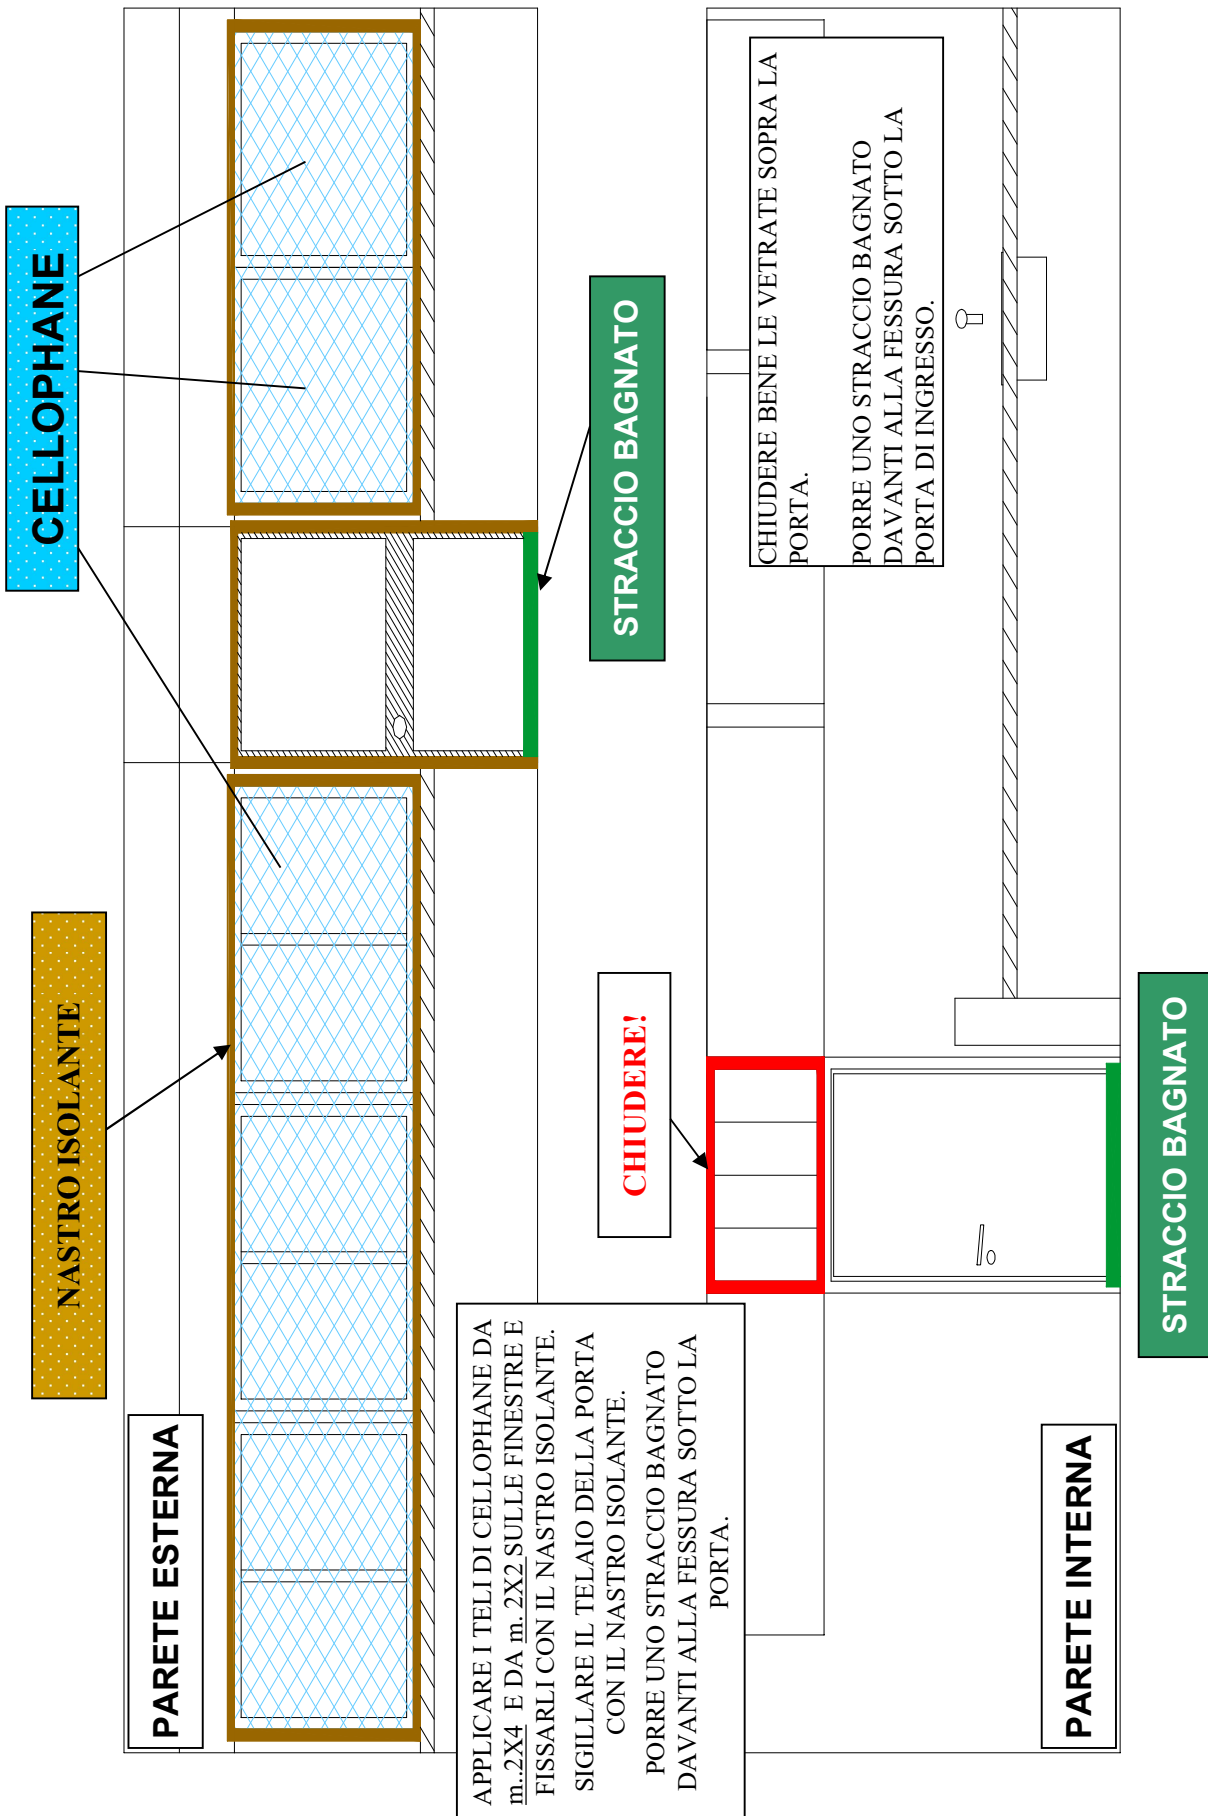 PARETE ESTERNA
NASTRO ISOLANTE
CELLOPHANE
STRACCIO BAGNATO
APPLICARE I TELI DI CELLOPHANE DA
m..2X4 E DA m. 2X2 SULLE FINESTRE E
FISSARLI CON IL NASTRO ISOLANTE.
SIGILLARE IL TELAIO DELLA PORTA
CON IL NASTRO ISOLANTE.
PORRE UNO STRACCIO BAGNATO
DAVANTI ALLA FESSURA SOTTO LA
PORTA.
CHIUDERE!
CHIUDERE BENE LE VETRATE SOPRA LA
PORTA.
PORRE UNO STRACCIO BAGNATO
DAVANTI ALLA FESSURA SOTTO LA
PORTA DI INGRESSO.
PARETE INTERNA
STRACCIO BAGNATO